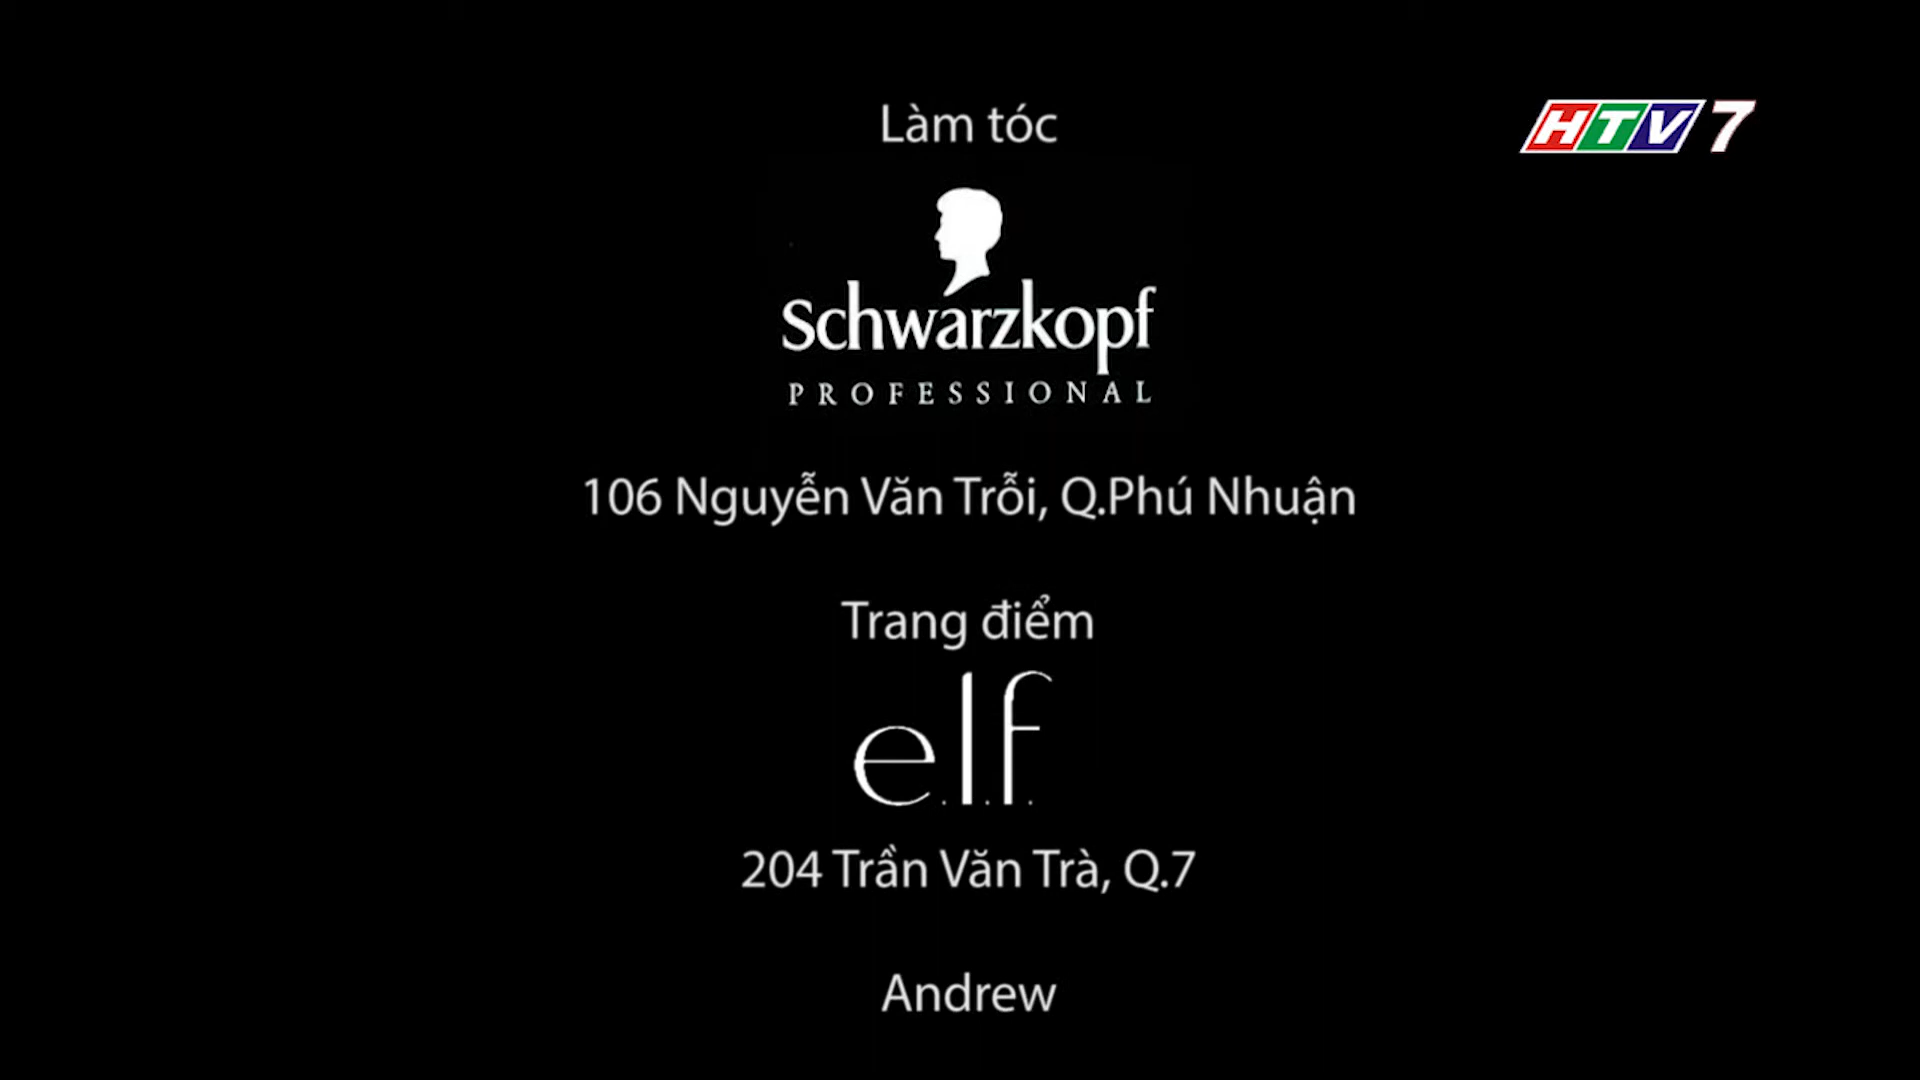 Làm tóc
HTV7
Schwarzkopf
PROFESSIONAL
106 Nguyễn Văn Trỗi, Q.Phú Nhuận
Trang điểm
e.l.f.
204 Trần Văn Trà, Q.7
Andrew